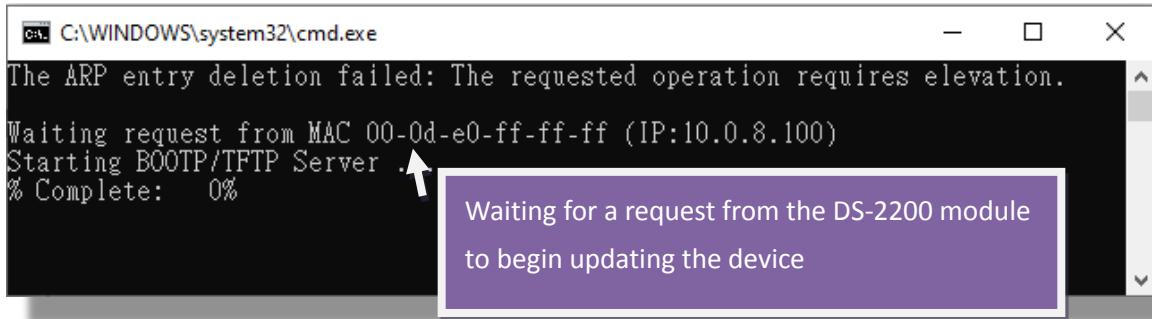 C:\WINDOWS\system32\cmd.exe
The ARP entry deletion failed: The requested operation requires elevation.
Waiting request from MAC 00-0d-e0-ff-ff-ff (IP:10.0.8.100)
Starting BOOTP/TFTP Server ...
% Complete:   0%
Waiting for a request from the DS-2200 module
to begin updating the device